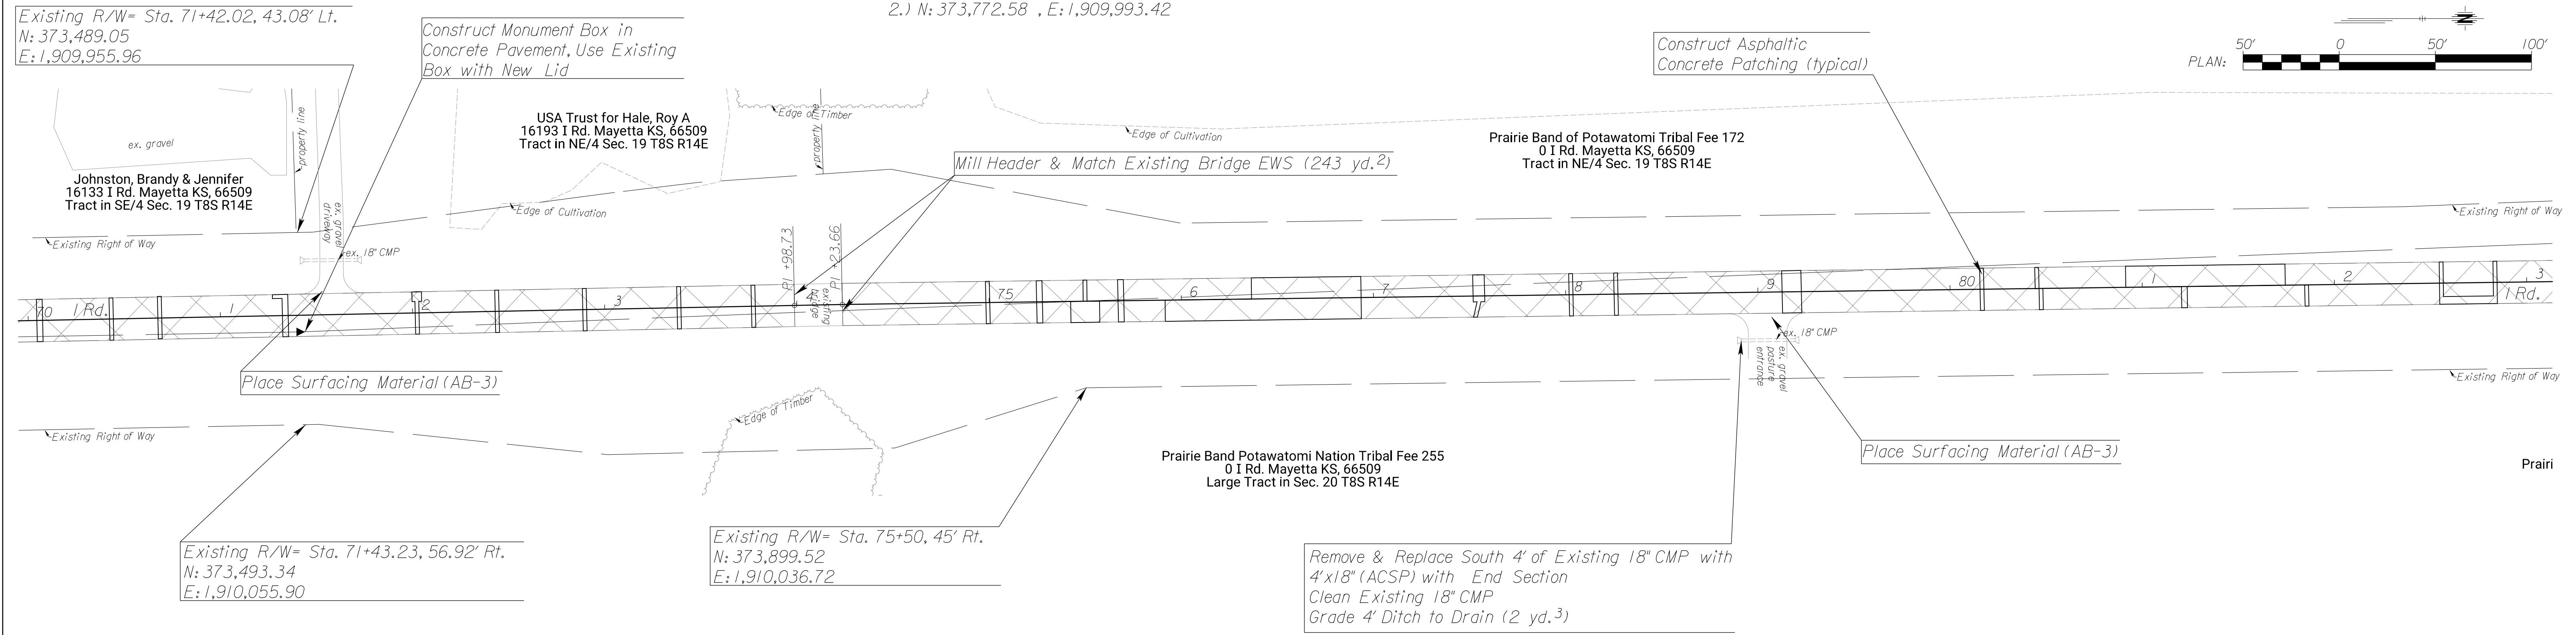 Existing R/W= Sta. 71+42.02, 43.08' Lt.
N: 373,489.05
E: 1,909,955.96
Construct Monument Box in
Concrete Pavement, Use Existing
Box with New Lid
2.) N: 373,772.58 , E: 1,909,993.42
Construct Asphaltic
Concrete Patching (typical)
N
PLAN:
50' 0 50' 100'
ex. gravel
property line
Johnston, Brandy & Jennifer
16133 I Rd. Mayetta KS, 66509
Tract in SE/4 Sec. 19 T8S R14E
USA Trust for Hale, Roy A
16193 I Rd. Mayetta KS, 66509
Tract in NE/4 Sec. 19 T8S R14E
Edge of Timber
property line
Edge of Cultivation
Prairie Band of Potawatomi Tribal Fee 172
0 I Rd. Mayetta KS, 66509
Tract in NE/4 Sec. 19 T8S R14E
Mill Header & Match Existing Bridge EWS (243 yd.2)
Edge of Cultivation
ex. gravel
driveway
Existing Right of Way
ex. 18" CMP
Existing Right of Way
PI +98.73
PI +23.66
existing
bridge
70 I Rd. 1 2 3 4 75 6 7 8 9 80 1 2 3
I Rd.
ex. 18" CMP
ex. gravel
pasture
entrance
Place Surfacing Material (AB-3)
Existing Right of Way
Edge of Timber
Existing Right of Way
Place Surfacing Material (AB-3)
Prairie Band Potawatomi Nation Tribal Fee 255
0 I Rd. Mayetta KS, 66509
Large Tract in Sec. 20 T8S R14E
Prairi
Existing R/W= Sta. 71+43.23, 56.92' Rt.
N: 373,493.34
E: 1,910,055.90
Existing R/W= Sta. 75+50, 45' Rt.
N: 373,899.52
E: 1,910,036.72
Remove & Replace South 4' of Existing 18" CMP with
4'x18" (ACSP) with End Section
Clean Existing 18" CMP
Grade 4' Ditch to Drain (2 yd.3)